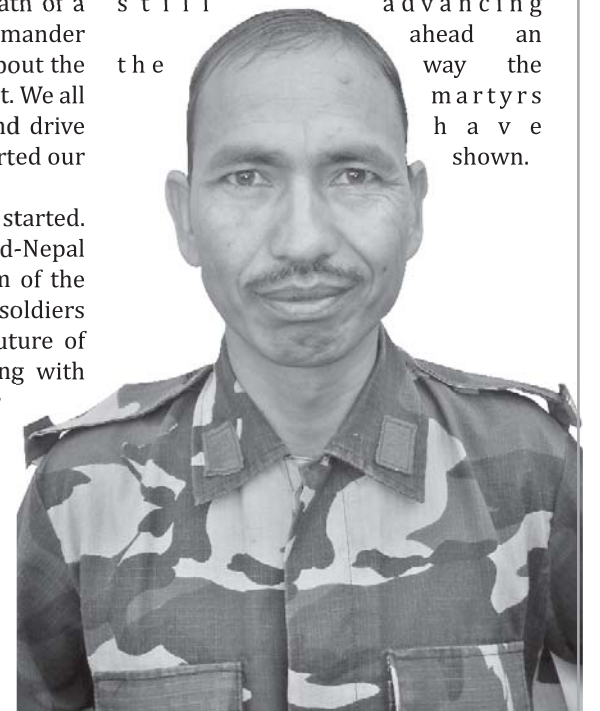 ath of a
mander
bout the
t. We all
nd drive
rted our
started.
d-Nepal
m of the
soldiers
uture of
ng with
still advancing
ahead an
the way the
martyrs
have
shown.